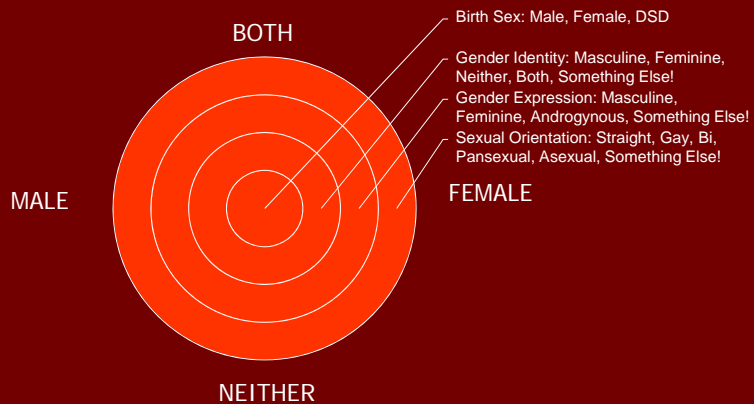 Birth Sex: Male, Female, DSD
BOTH
Gender Identity: Masculine, Feminine,
Neither, Both, Something Else!
Gender Expression: Masculine,
Feminine, Androgynous, Something Else!
Sexual Orientation: Straight, Gay, Bi,
Pansexual, Asexual, Something Else!
MALE
FEMALE
NEITHER